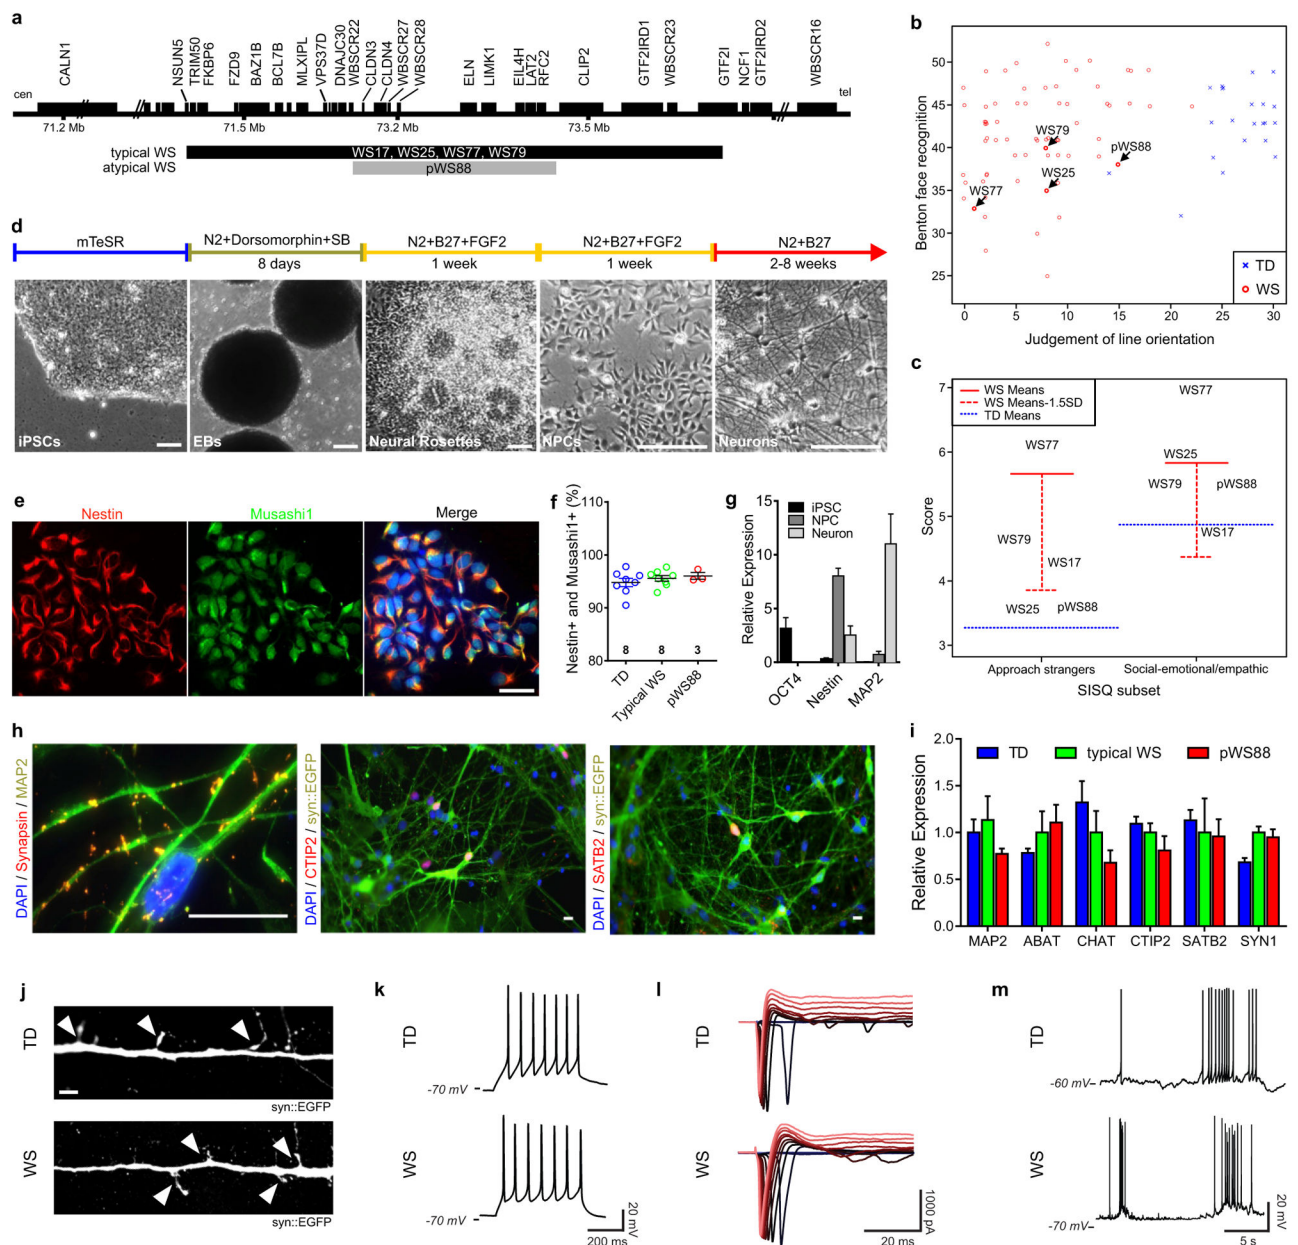 a
CALN1
NSUN5
TRIM50
FKBP6
FZD9
BAZ1B
BCL7B
MLXIPL
VPS37D
DNAJC30
WBSCR22
CLDN3
CLDN4
WBSCR27
WBSCR28
ELN
LIMK1
EIL4H
LAT2
RFC2
CLIP2
GTF2IRD1
WBSCR23
GTF2I
NCF1
GTF2IRD2
WBSCR16
cen
tel
71.2 Mb
71.5 Mb
73.2 Mb
73.5 Mb
typical WS
WS17, WS25, WS77, WS79
atypical WS
pWS88
b
Benton face recognition
50
45
40
35
30
25
WS79
pWS88
WS25
WS77
TD
WS
0
5
10
15
20
25
30
Judgement of line orientation
c
Score
7
6
5
4
3
WS Means
WS Means-1.5SD
TD Means
WS77
WS77
WS25
WS79
pWS88
WS79
WS17
WS17
WS25
pWS88
Approach strangers
Social-emotional/empathic
SISQ subset
d
mTeSR
N2+Dorsomorphin+SB
N2+B27+FGF2
N2+B27+FGF2
N2+B27
8 days
1 week
1 week
2-8 weeks
iPSCs
EBs
Neural Rosettes
NPCs
Neurons
e
Nestin
Musashi1
Merge
f
Nestin+ and Musashi1+ (%)
110
100
90
80
8
8
3
TD
Typical WS
pWS88
g
Relative Expression
15
10
5
0
iPSC
NPC
Neuron
OCT4
Nestin
MAP2
h
DAPI / Synapsin / MAP2
DAPI / CTIP2 / syn::EGFP
DAPI / SATB2 / syn::EGFP
i
Relative Expression
2.0
1.5
1.0
0.5
0.0
TD
typical WS
pWS88
MAP2
ABAT
CHAT
CTIP2
SATB2
SYN1
j
TD
syn::EGFP
WS
syn::EGFP
k
TD
-70 mV
WS
-70 mV
20 mV
200 ms
l
TD
WS
1000 pA
20 ms
m
TD
-60 mV
WS
-70 mV
20 mV
5 s